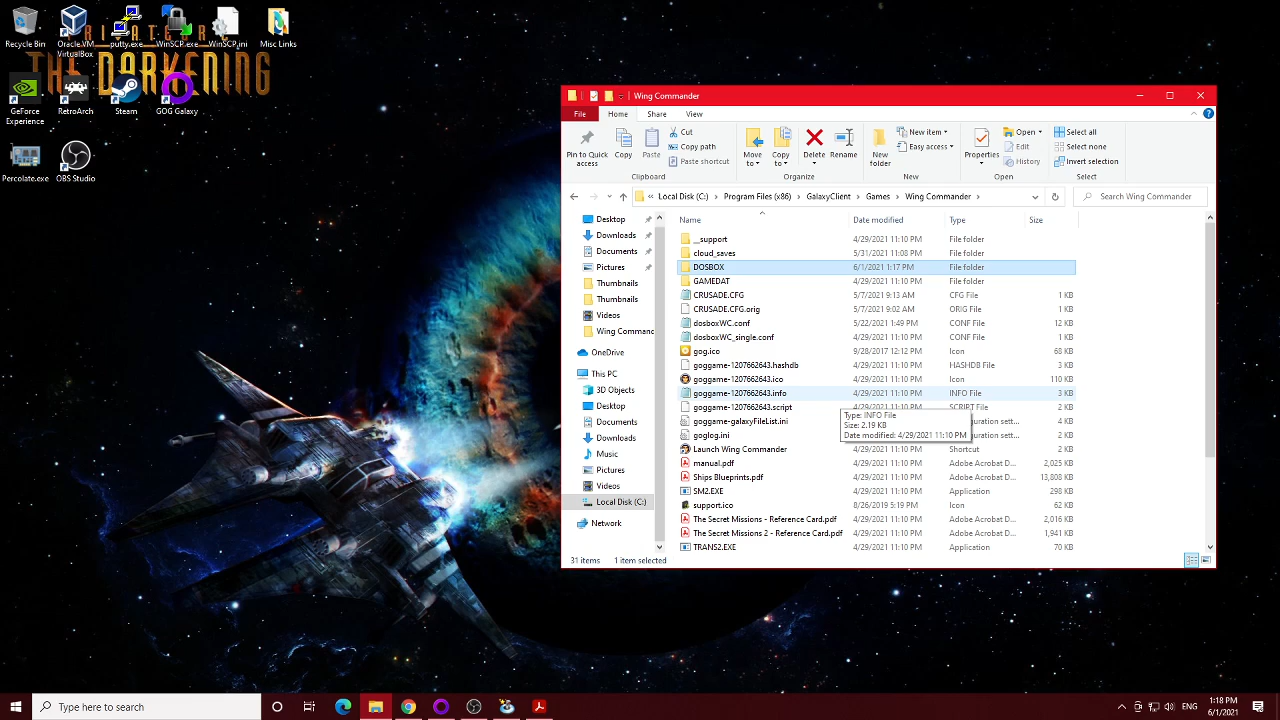 Recycle Bin
Oracle VM VirtualBox
putty.exe
WinSCP.exe
WinSCP.ini
Misc Links
THE DARKENING
GeForce Experience
RetroArch
Steam
GOG Galaxy
Percolate.exe
OBS Studio
Wing Commander
File Home Share View
Pin to Quick access
Copy
Paste
Cut
Copy path
Paste shortcut
Move to
Copy to
Delete
Rename
New folder
New item
Easy access
Properties
Open
Edit
History
Select all
Select none
Invert selection
Clipboard Organize New Open Select
« Local Disk (C:) › Program Files (x86) › GalaxyClient › Games › Wing Commander ›
Search Wing Commander
Desktop
Downloads
Documents
Pictures
Thumbnails
Thumbnails
Videos
Wing Commanc
OneDrive
This PC
3D Objects
Desktop
Documents
Downloads
Music
Pictures
Videos
Local Disk (C:)
Network
Name Date modified Type Size
__support 4/29/2021 11:10 PM File folder
cloud_saves 5/31/2021 11:08 PM File folder
DOSBOX 6/1/2021 1:17 PM File folder
GAMEDAT 4/29/2021 11:10 PM File folder
CRUSADE.CFG 5/7/2021 9:13 AM CFG File 1 KB
CRUSADE.CFG.orig 5/7/2021 9:02 AM ORIG File 1 KB
dosboxWC.conf 5/22/2021 1:49 PM CONF File 12 KB
dosboxWC_single.conf 4/29/2021 11:10 PM CONF File 1 KB
gog.ico 9/28/2017 12:12 PM Icon 68 KB
goggame-1207662643.hashdb 4/29/2021 11:10 PM HASHDB File 3 KB
goggame-1207662643.ico 4/29/2021 11:10 PM Icon 110 KB
goggame-1207662643.info 4/29/2021 11:10 PM INFO File 3 KB
goggame-1207662643.script 4/29/2021 11:10 PM SCRIPT File 2 KB
goggame-galaxyFileList.ini guration sett... 4 KB
goglog.ini guration sett... 2 KB
Type: INFO File
Size: 2.19 KB
Date modified: 4/29/2021 11:10 PM
Launch Wing Commander 4/29/2021 11:10 PM Shortcut 2 KB
manual.pdf 4/29/2021 11:10 PM Adobe Acrobat D... 2,025 KB
Ships Blueprints.pdf 4/29/2021 11:10 PM Adobe Acrobat D... 13,808 KB
SM2.EXE 4/29/2021 11:10 PM Application 298 KB
support.ico 8/26/2019 5:19 PM Icon 62 KB
The Secret Missions - Reference Card.pdf 4/29/2021 11:10 PM Adobe Acrobat D... 2,016 KB
The Secret Missions 2 - Reference Card.pdf 4/29/2021 11:10 PM Adobe Acrobat D... 1,941 KB
TRANS2.EXE 4/29/2021 11:10 PM Application 70 KB
31 items 1 item selected
Type here to search
ENG
1:18 PM
6/1/2021